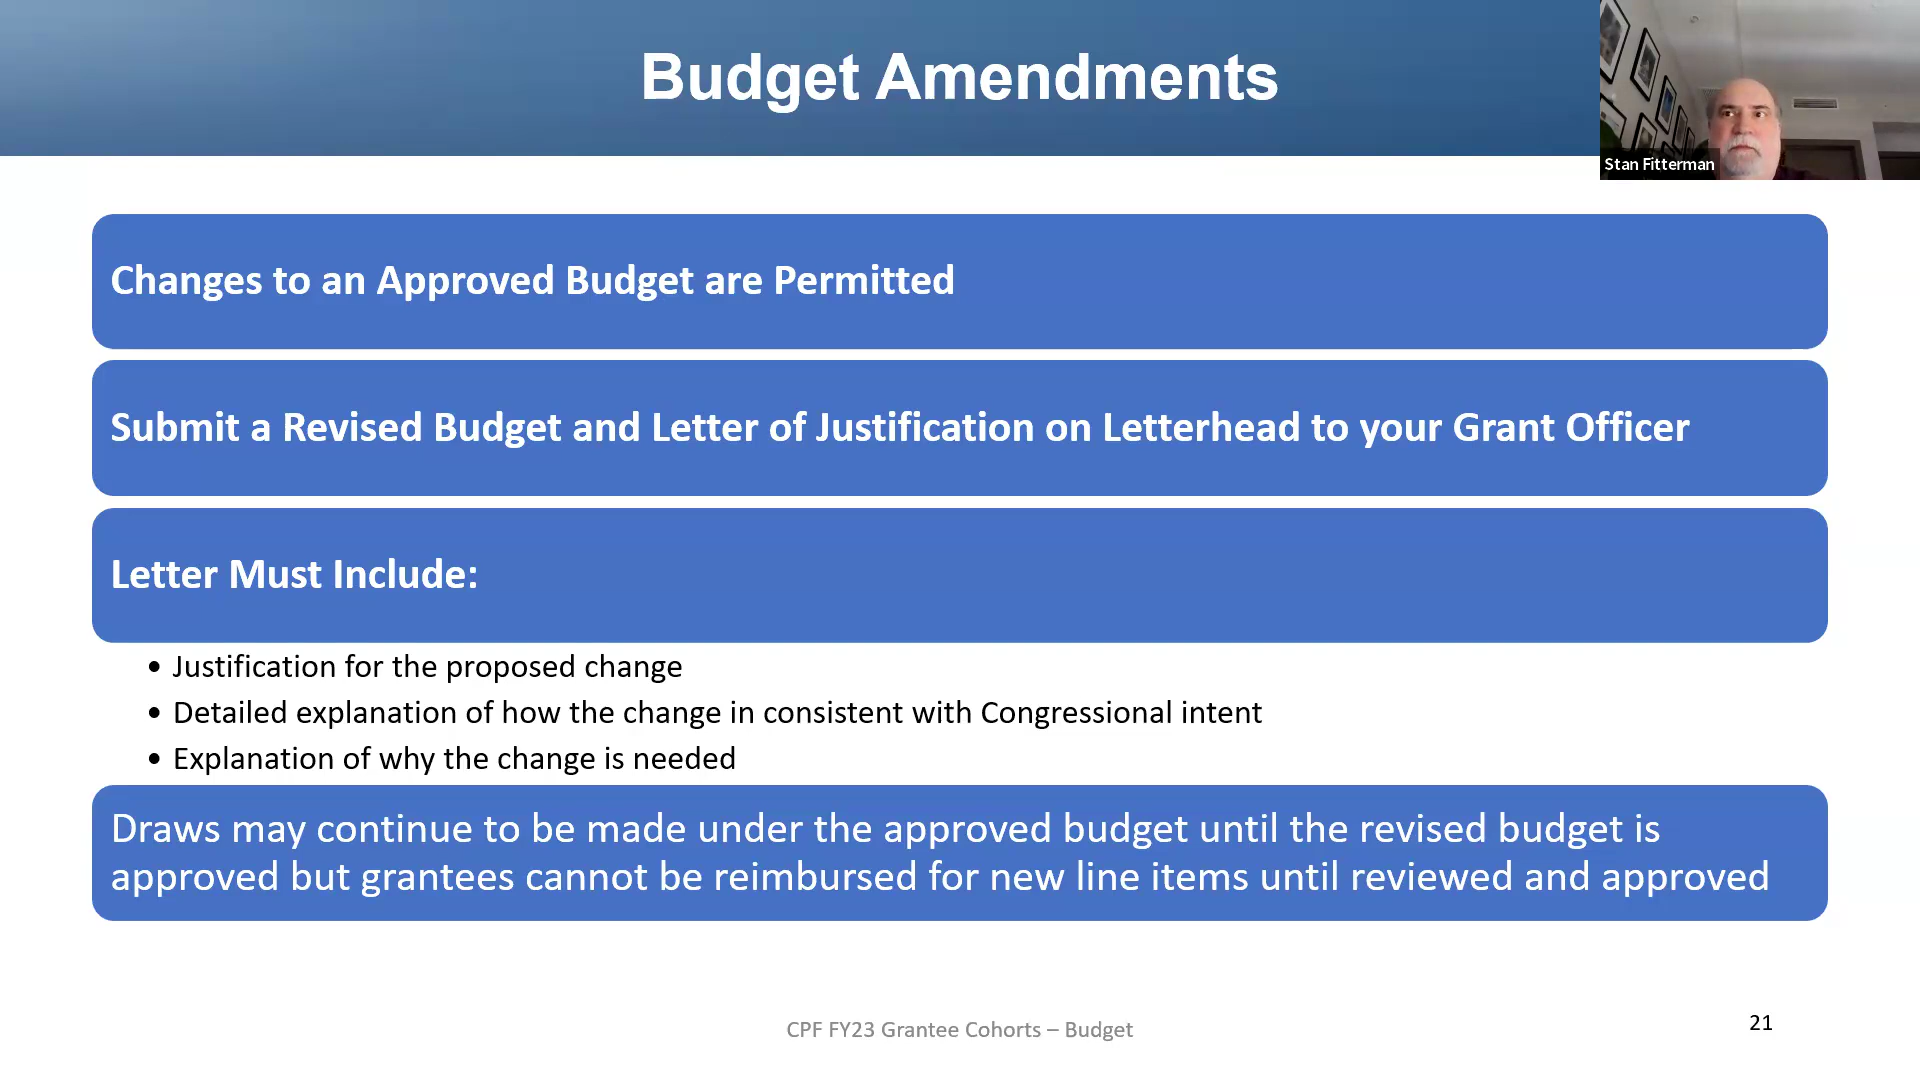 Budget Amendments
Stan Fitterman
Changes to an Approved Budget are Permitted
Submit a Revised Budget and Letter of Justification on Letterhead to your Grant Officer
Letter Must Include:
• Justification for the proposed change
• Detailed explanation of how the change in consistent with Congressional intent
• Explanation of why the change is needed
Draws may continue to be made under the approved budget until the revised budget is
approved but grantees cannot be reimbursed for new line items until reviewed and approved
CPF FY23 Grantee Cohorts – Budget
21